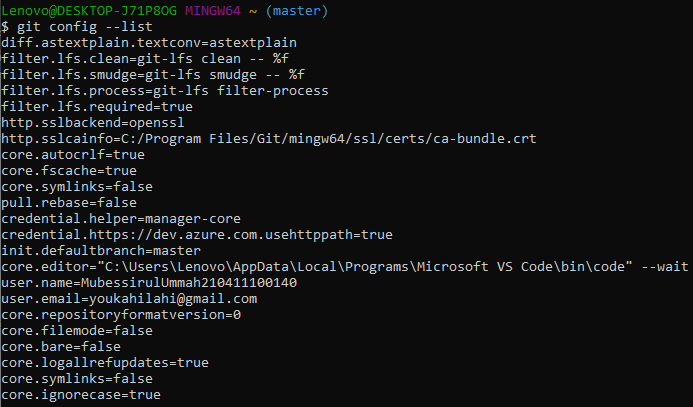 Lenovo@DESKTOP-J71P8OG MINGW64 ~ (master)
$ git config --list
diff.astextplain.textconv=astextplain
filter.lfs.clean=git-lfs clean -- %f
filter.lfs.smudge=git-lfs smudge -- %f
filter.lfs.process=git-lfs filter-process
filter.lfs.required=true
http.sslbackend=openssl
http.sslcainfo=C:/Program Files/Git/mingw64/ssl/certs/ca-bundle.crt
core.autocrlf=true
core.fscache=true
core.symlinks=false
pull.rebase=false
credential.helper=manager-core
credential.https://dev.azure.com.usehttppath=true
init.defaultbranch=master
core.editor="C:\Users\Lenovo\AppData\Local\Programs\Microsoft VS Code\bin\code" --wait
user.name=MubessirulUmmah210411100140
user.email=youkahilahi@gmail.com
core.repositoryformatversion=0
core.filemode=false
core.bare=false
core.logallrefupdates=true
core.symlinks=false
core.ignorecase=true